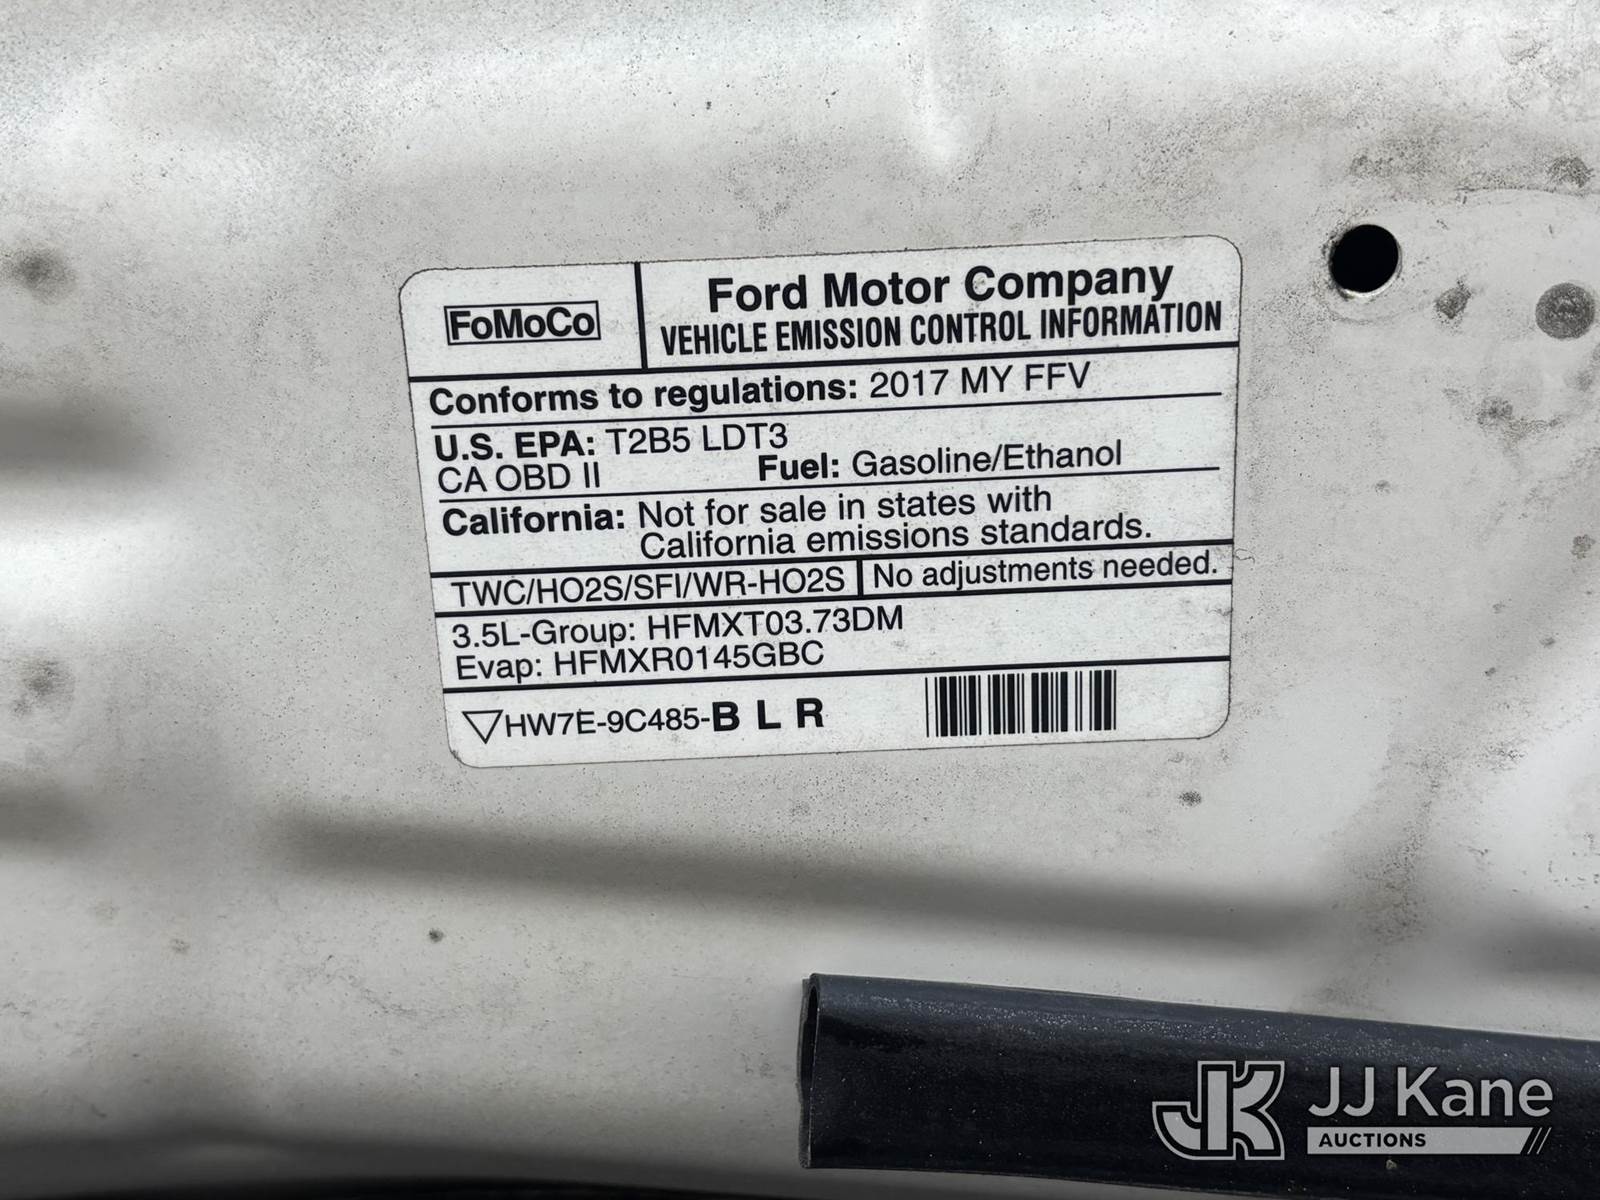 FoMoCo
Ford Motor Company
VEHICLE EMISSION CONTROL INFORMATION
Conforms to regulations: 2017 MY FFV
U.S. EPA: T2B5 LDT3
CA OBD II Fuel: Gasoline/Ethanol
California: Not for sale in states with
California emissions standards.
TWC/HO2S/SFI/WR-HO2S No adjustments needed.
3.5L-Group: HFMXT03.73DM
Evap: HFMXR0145GBC
HW7E-9C485-B L R
JK JJ Kane
AUCTIONS